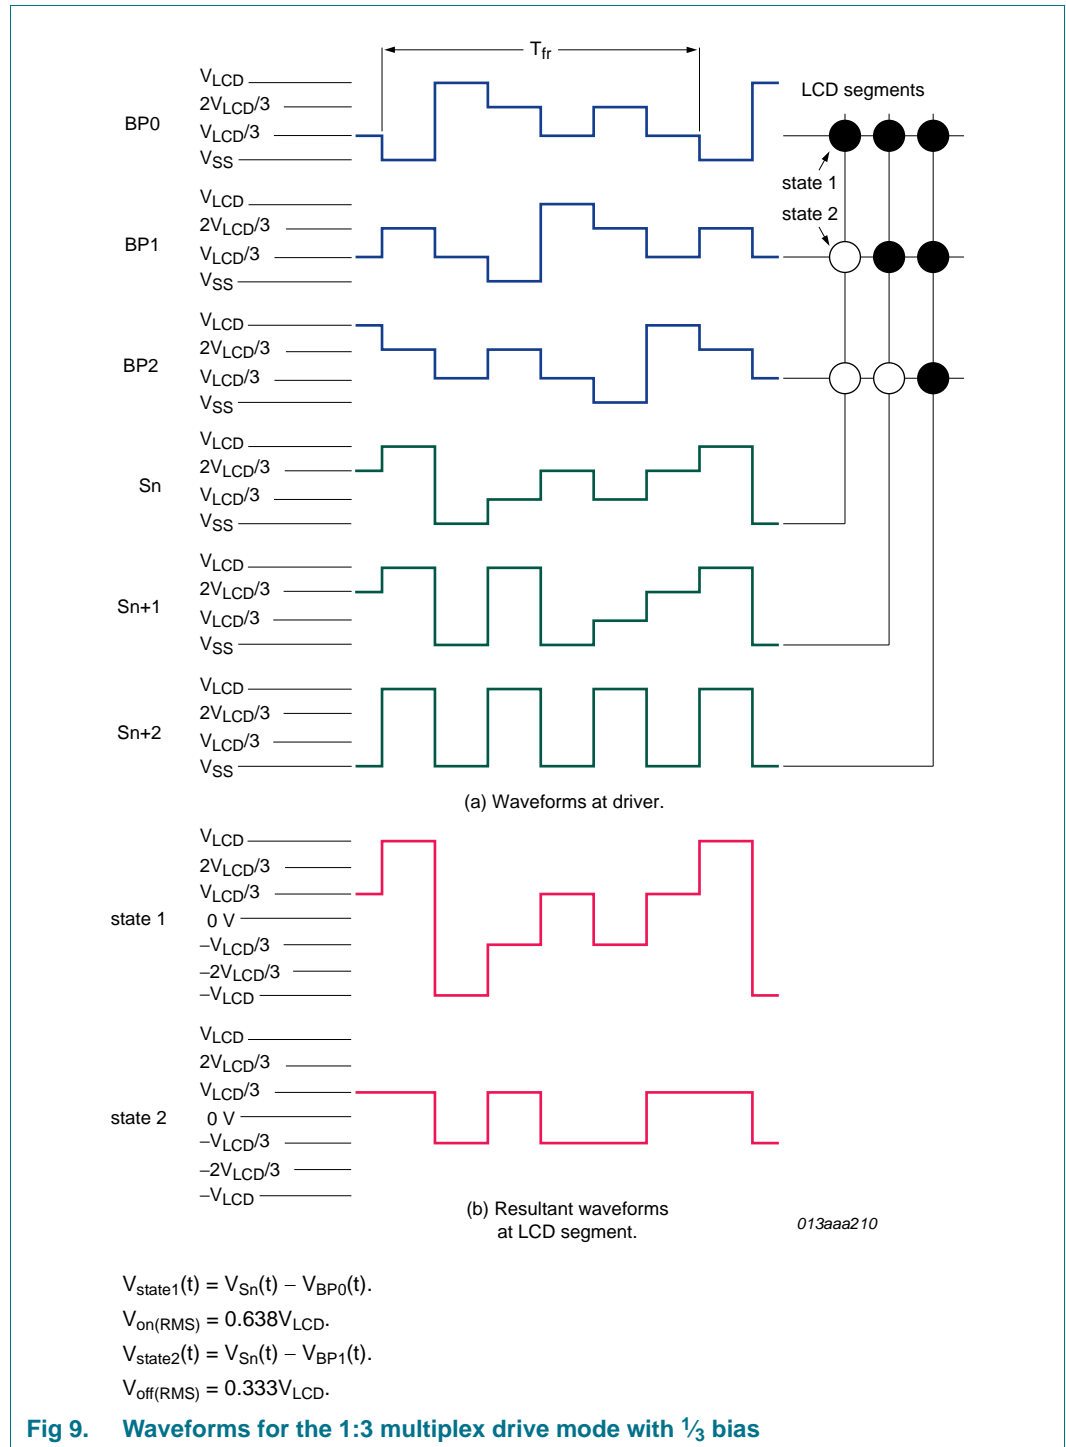 Tfr
BP0
VLCD
2VLCD/3
VLCD/3
VSS
LCD segments
state 1
state 2
BP1
VLCD
2VLCD/3
VLCD/3
VSS
BP2
VLCD
2VLCD/3
VLCD/3
VSS
Sn
VLCD
2VLCD/3
VLCD/3
VSS
Sn+1
VLCD
2VLCD/3
VLCD/3
VSS
Sn+2
VLCD
2VLCD/3
VLCD/3
VSS
(a) Waveforms at driver.
state 1
VLCD
2VLCD/3
VLCD/3
0 V
−VLCD/3
−2VLCD/3
−VLCD
state 2
VLCD
2VLCD/3
VLCD/3
0 V
−VLCD/3
−2VLCD/3
−VLCD
(b) Resultant waveforms
at LCD segment.
013aaa210
Vstate1(t) = VSn(t) − VBP0(t).
Von(RMS) = 0.638VLCD.
Vstate2(t) = VSn(t) − VBP1(t).
Voff(RMS) = 0.333VLCD.
Fig 9. Waveforms for the 1:3 multiplex drive mode with 1⁄3 bias